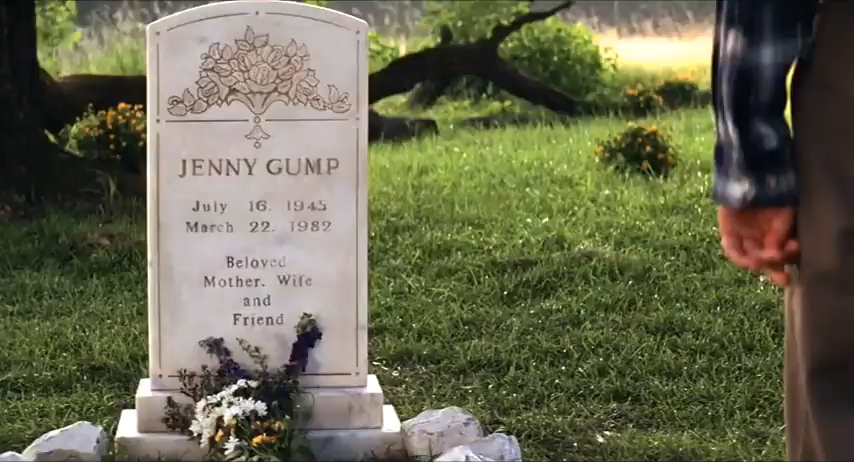 JENNY GUMP
July 16. 1945
March 22. 1982
Beloved
Mother. Wife
and
Friend